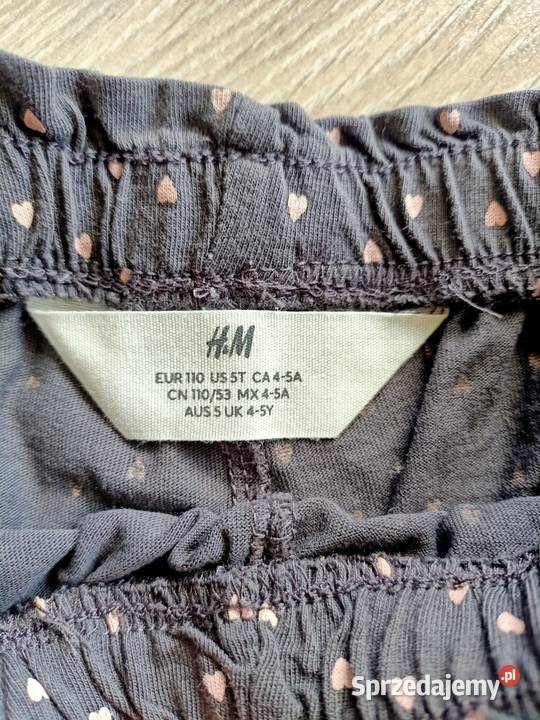 H&M
EUR 110 US 5T CA 4-5A
CN 110/53 MX 4-5A
AUS 5 UK 4-5Y
Sprzedajemy.pl